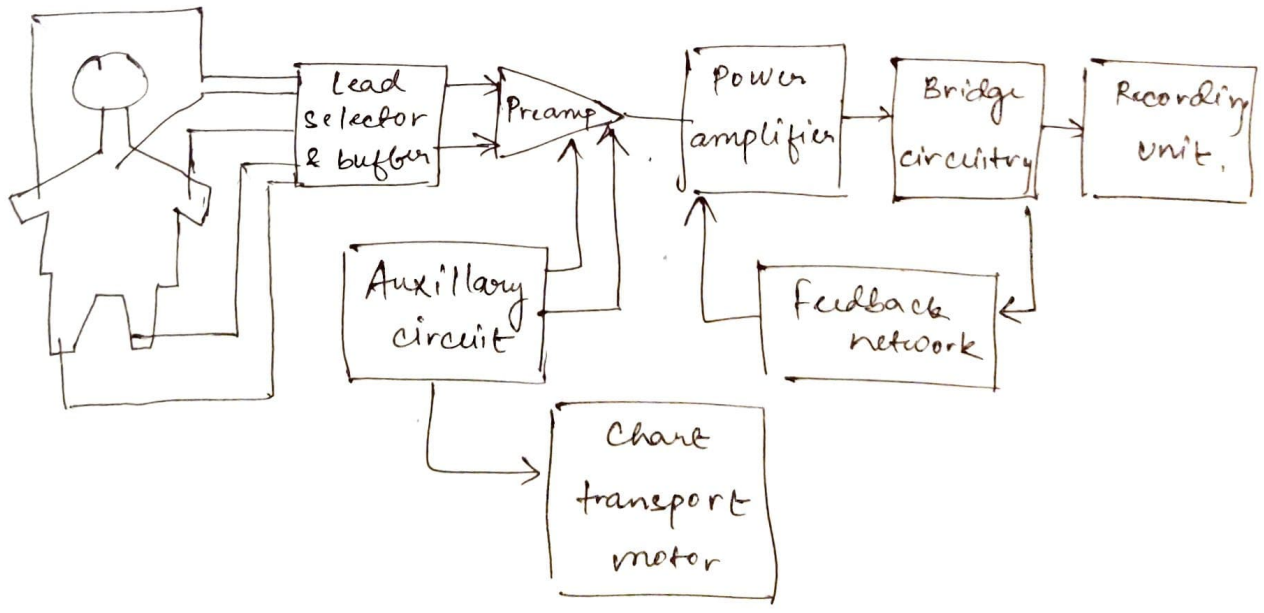 Lead
selector
& buffer
Preamp
Power
amplifier
Bridge
circuitry
Recording
unit.
Auxillary
circuit
Feedback
network
Chart
transport
motor